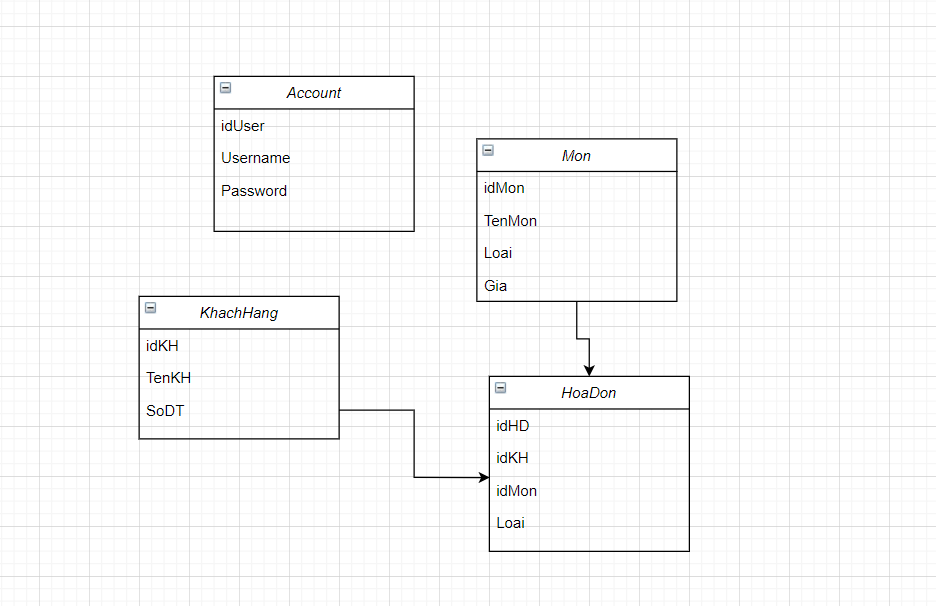 Account
idUser
Username
Password
Mon
idMon
TenMon
Loai
Gia
KhachHang
idKH
TenKH
SoDT
HoaDon
idHD
idKH
idMon
Loai